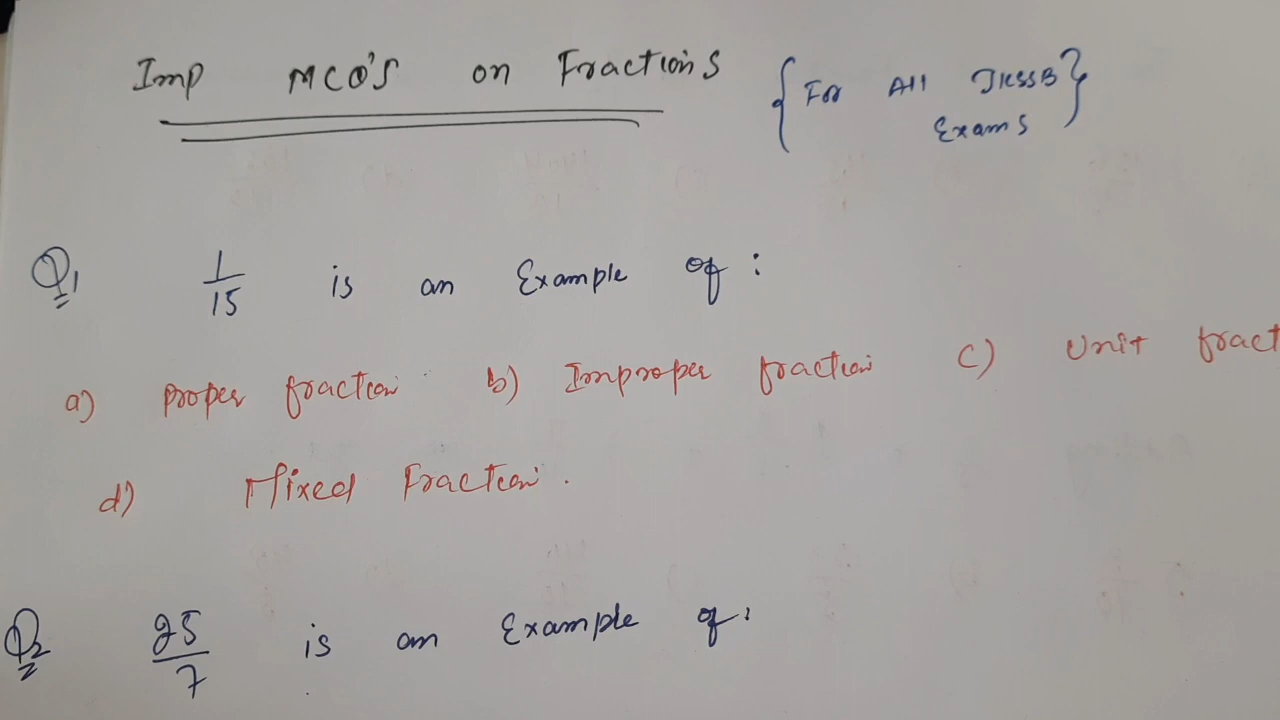 Imp MCQ'S on Fractions {For All JKSSB Exams}
Q1 1/15 is an Example of :
a) Proper fraction b) Improper fraction c) Unit fract
d) Mixed Fraction.
Q2 25/7 is an Example of :